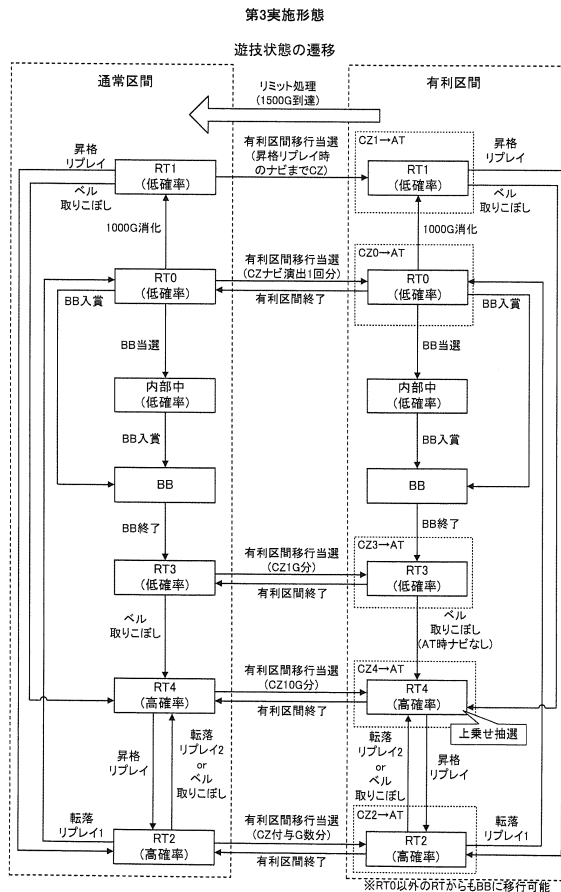 第3実施形態
遊技状態の遷移
通常区間
リミット処理
(1500G到達)
有利区間
昇格
リプレイ
RT1
(低確率)
ベル
取りこぼし
有利区間移行当選
(昇格リプレイ時
のナビまでCZ)
CZ1→AT
RT1
(低確率)
昇格
リプレイ
ベル
取りこぼし
1000G消化
1000G消化
RT0
(低確率)
有利区間移行当選
(CZナビ演出1回分)
有利区間終了
CZ0→AT
RT0
(低確率)
BB入賞
BB入賞
BB当選
BB当選
内部中
(低確率)
内部中
(低確率)
BB入賞
BB入賞
BB
BB
BB終了
BB終了
RT3
(低確率)
有利区間移行当選
(CZ1G分)
有利区間終了
CZ3→AT
RT3
(低確率)
ベル
取りこぼし
ベル
取りこぼし
(AT時ナビなし)
RT4
(高確率)
有利区間移行当選
(CZ10G分)
有利区間終了
CZ4→AT
RT4
(高確率)
上乗せ抽選
昇格
リプレイ
転落
リプレイ2
or
ベル
取りこぼし
転落
リプレイ2
or
ベル
取りこぼし
昇格
リプレイ
転落
リプレイ1
RT2
(高確率)
有利区間移行当選
(CZ付与G数分)
有利区間終了
CZ2→AT
RT2
(高確率)
転落
リプレイ1
※RT0以外のRTからもBBに移行可能